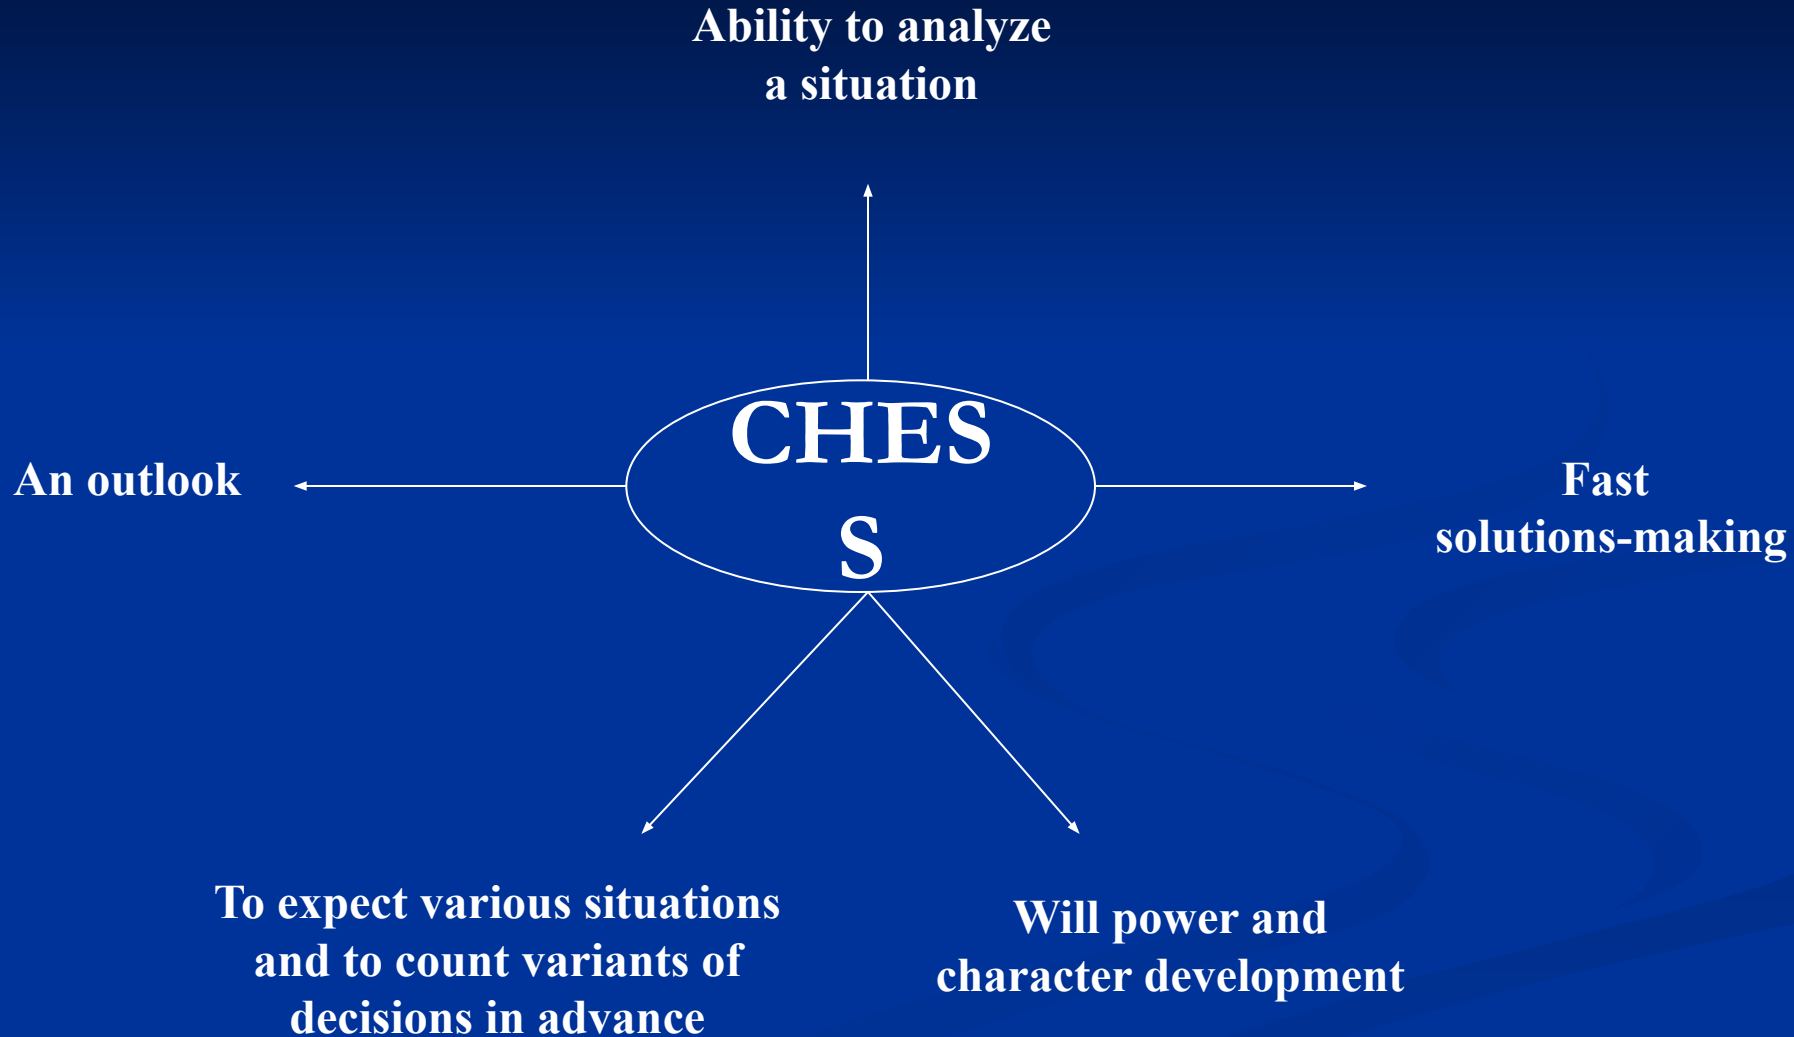 Ability to analyze
a situation
CHES
S
An outlook
Fast
solutions-making
To expect various situations
and to count variants of
decisions in advance
Will power and
character development